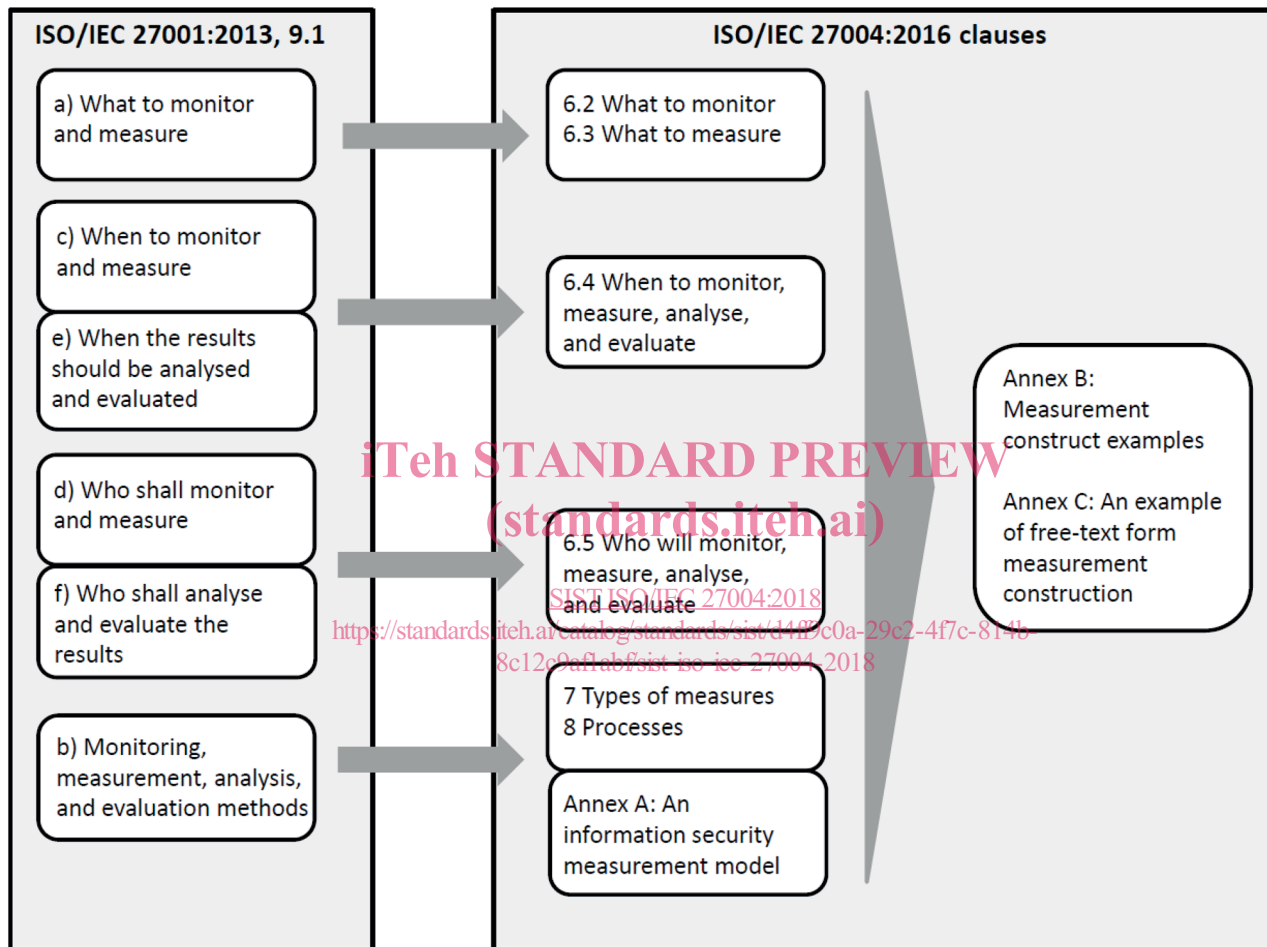 ISO/IEC 27001:2013, 9.1
a) What to monitor
and measure
c) When to monitor
and measure
e) When the results
should be analysed
and evaluated
d) Who shall monitor
and measure
f) Who shall analyse
and evaluate the
results
b) Monitoring,
measurement, analysis,
and evaluation methods
ISO/IEC 27004:2016 clauses
6.2 What to monitor
6.3 What to measure
6.4 When to monitor,
measure, analyse,
and evaluate
6.5 Who will monitor,
measure, analyse,
and evaluate
7 Types of measures
8 Processes
Annex A: An
information security
measurement model
Annex B:
Measurement
construct examples
Annex C: An example
of free-text form
measurement
construction
iTeh STANDARD PREVIEW
(standards.iteh.ai)
SIST ISO/IEC 27004:2018
https://standards.iteh.ai/catalog/standards/sist/d4ff9c0a-29c2-4f7c-814b-
8c12c9af1abf/sist-iso-iec-27004-2018